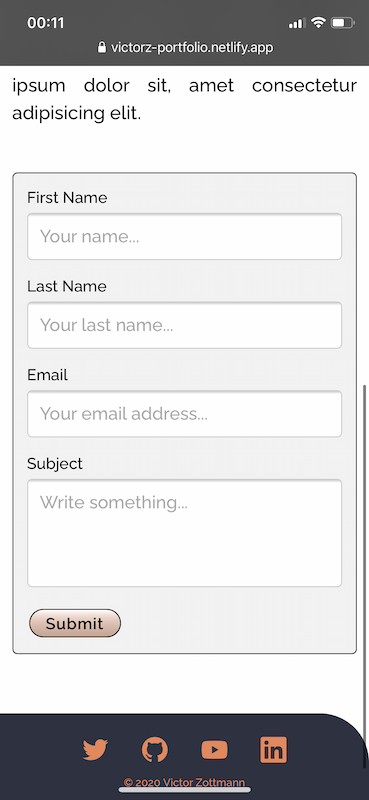 00:11
victorz-portfolio.netlify.app
ipsum dolor sit, amet consectetur
adipisicing elit.
First Name
Your name...
Last Name
Your last name...
Email
Your email address...
Subject
Write something...
Submit
© 2020 Victor Zottmann